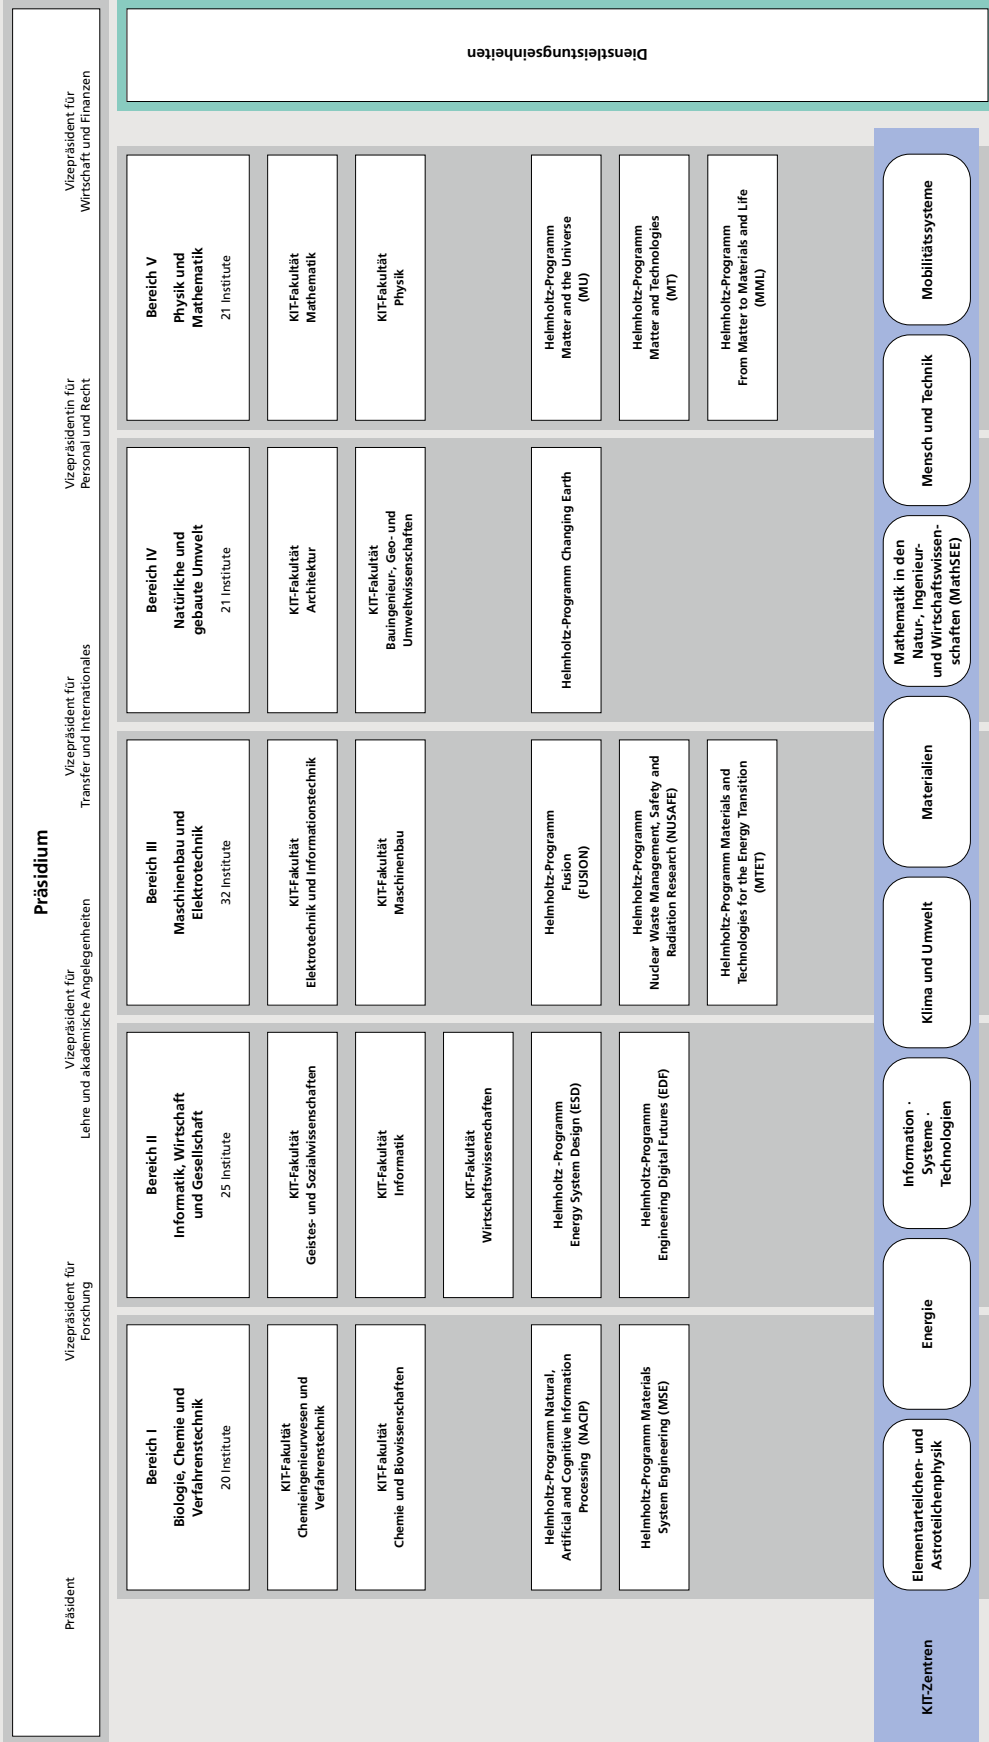 Präsidium
Präsident
Vizepräsident für
Forschung
Vizepräsident für
Lehre und akademische Angelegenheiten
Vizepräsident für
Transfer und Internationales
Vizepräsidentin für
Personal und Recht
Vizepräsident für
Wirtschaft und Finanzen
Bereich I
Biologie, Chemie und
Verfahrenstechnik
20 Institute
KIT-Fakultät
Chemieingenieurwesen und
Verfahrenstechnik
KIT-Fakultät
Chemie und Biowissenschaften
Helmholtz-Programm Natural,
Artificial and Cognitive Information
Processing (NACIP)
Helmholtz-Programm Materials
System Engineering (MSE)
Bereich II
Informatik, Wirtschaft
und Gesellschaft
25 Institute
KIT-Fakultät
Geistes- und Sozialwissenschaften
KIT-Fakultät
Informatik
KIT-Fakultät
Wirtschaftswissenschaften
Helmholtz -Programm
Energy System Design (ESD)
Helmholtz-Programm
Engineering Digital Futures (EDF)
Bereich III
Maschinenbau und
Elektrotechnik
32 Institute
KIT-Fakultät
Elektrotechnik und Informationstechnik
KIT-Fakultät
Maschinenbau
Helmholtz-Programm
Fusion
(FUSION)
Helmholtz-Programm
Nuclear Waste Management, Safety and
Radiation Research (NUSAFE)
Helmholtz-Programm Materials and
Technologies for the Energy Transition
(MTET)
Bereich IV
Natürliche und
gebaute Umwelt
21 Institute
KIT-Fakultät
Architektur
KIT-Fakultät
Bauingenieur-, Geo- und
Umweltwissenschaften
Helmholtz-Programm Changing Earth
Bereich V
Physik und
Mathematik
21 Institute
KIT-Fakultät
Mathematik
KIT-Fakultät
Physik
Helmholtz-Programm
Matter and the Universe
(MU)
Helmholtz-Programm
Matter and Technologies
(MT)
Helmholtz-Programm
From Matter to Materials and Life
(MML)
Dienstleistungseinheiten
KIT-Zentren
Elementarteilchen- und
Astroteilchenphysik
Energie
Information ·
Systeme ·
Technologien
Klima und Umwelt
Materialien
Mathematik in den
Natur-, Ingenieur-
und Wirtschaftswissen-
schaften (MathSEE)
Mensch und Technik
Mobilitätssysteme